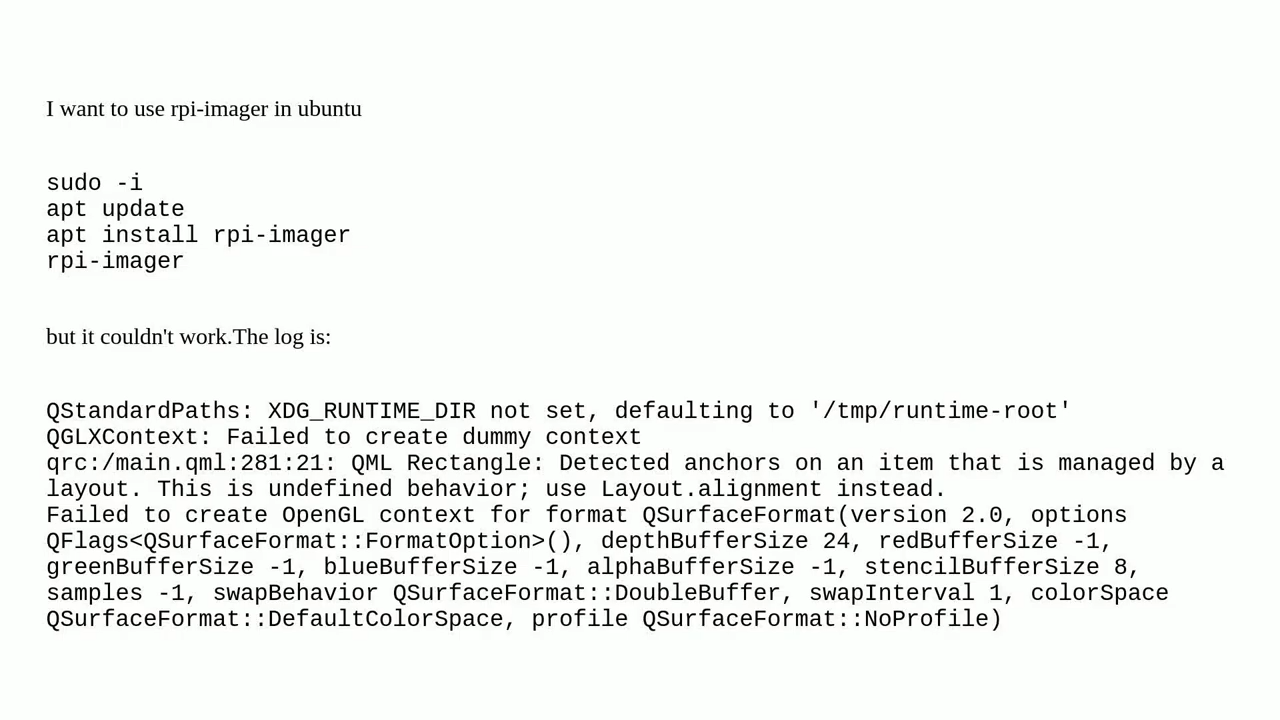 I want to use rpi-imager in ubuntu
sudo -i
apt update
apt install rpi-imager
rpi-imager
but it couldn't work.The log is:
QStandardPaths: XDG_RUNTIME_DIR not set, defaulting to '/tmp/runtime-root'
QGLXContext: Failed to create dummy context
qrc:/main.qml:281:21: QML Rectangle: Detected anchors on an item that is managed by a
layout. This is undefined behavior; use Layout.alignment instead.
Failed to create OpenGL context for format QSurfaceFormat(version 2.0, options
QFlags<QSurfaceFormat::FormatOption>(), depthBufferSize 24, redBufferSize -1,
greenBufferSize -1, blueBufferSize -1, alphaBufferSize -1, stencilBufferSize 8,
samples -1, swapBehavior QSurfaceFormat::DoubleBuffer, swapInterval 1, colorSpace
QSurfaceFormat::DefaultColorSpace, profile QSurfaceFormat::NoProfile)